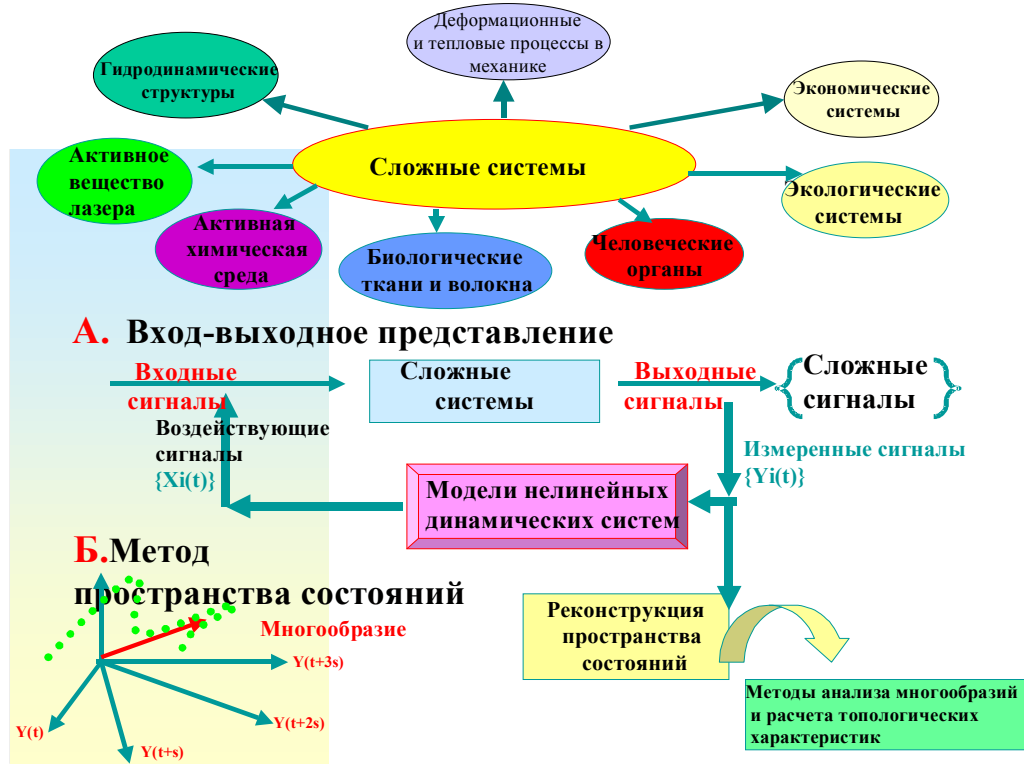 Деформационные
и тепловые процессы в
механике
Гидродинамические
структуры
Экономические
системы
Активное
вещество
лазера
Сложные системы
Экологические
системы
Активная
химическая
среда
Биологические
ткани и волокна
Человеческие
органы
А. Вход-выходное представление
Входные
сигналы
Сложные
системы
Выходные
сигналы
Сложные
сигналы
Воздействующие
сигналы
{Xi(t)}
Измеренные сигналы
{Yi(t)}
Модели нелинейных
динамических систем
Б.Метод
пространства состояний
Многообразие
Y(t+3s)
Y(t+2s)
Y(t)
Y(t+s)
Реконструкция
пространства
состояний
Методы анализа многообразий
и расчета топологических
характеристик